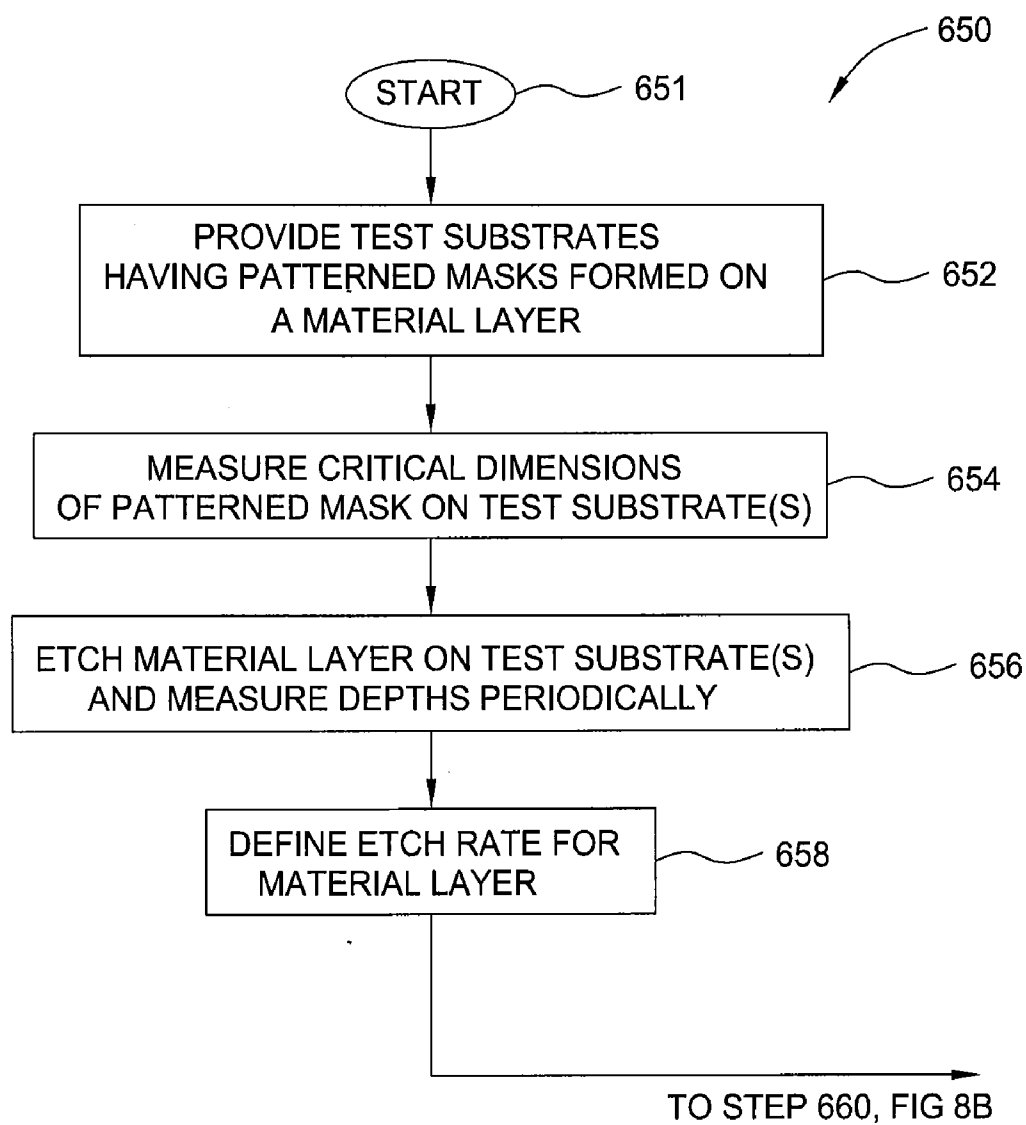 650
START
651
PROVIDE TEST SUBSTRATES
HAVING PATTERNED MASKS FORMED ON
A MATERIAL LAYER
652
MEASURE CRITICAL DIMENSIONS
OF PATTERNED MASK ON TEST SUBSTRATE(S)
654
ETCH MATERIAL LAYER ON TEST SUBSTRATE(S)
AND MEASURE DEPTHS PERIODICALLY
656
DEFINE ETCH RATE FOR
MATERIAL LAYER
658
TO STEP 660, FIG 8B